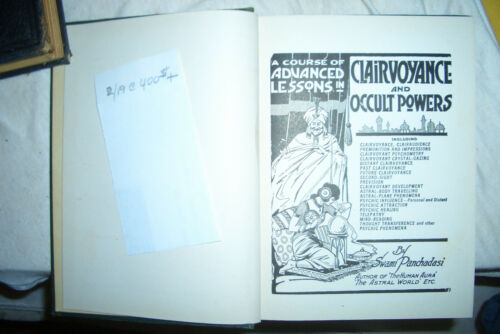 A COURSE OF
ADVANCED
LESSONS IN
CLAIRVOYANCE
AND
OCCULT POWERS
INCLUDING
CLAIRVOYANCE, CLAIRAUDIENCE
PREMONITION AND IMPRESSIONS
CLAIRVOYANT PSYCHOMETRY
CLAIRVOYANT CRYSTAL-GAZING
DISTANT CLAIRVOYANCE
PAST CLAIRVOYANCE
FUTURE CLAIRVOYANCE
SECOND-SIGHT
PREVISION
CLAIRVOYANT DEVELOPMENT
ASTRAL-BODY TRAVELLING
ASTRAL-PLANE PHENOMENA
PSYCHIC INFLUENCE—Personal and Distant
PSYCHIC ATTRACTION
PSYCHIC HEALING
TELEPATHY
MIND-READING
THOUGHT TRANSFERENCE and other
PSYCHIC PHENOMENA
By
Swami Panchadasi
AUTHOR OF "THE HUMAN AURA"
"THE ASTRAL WORLD" ETC.